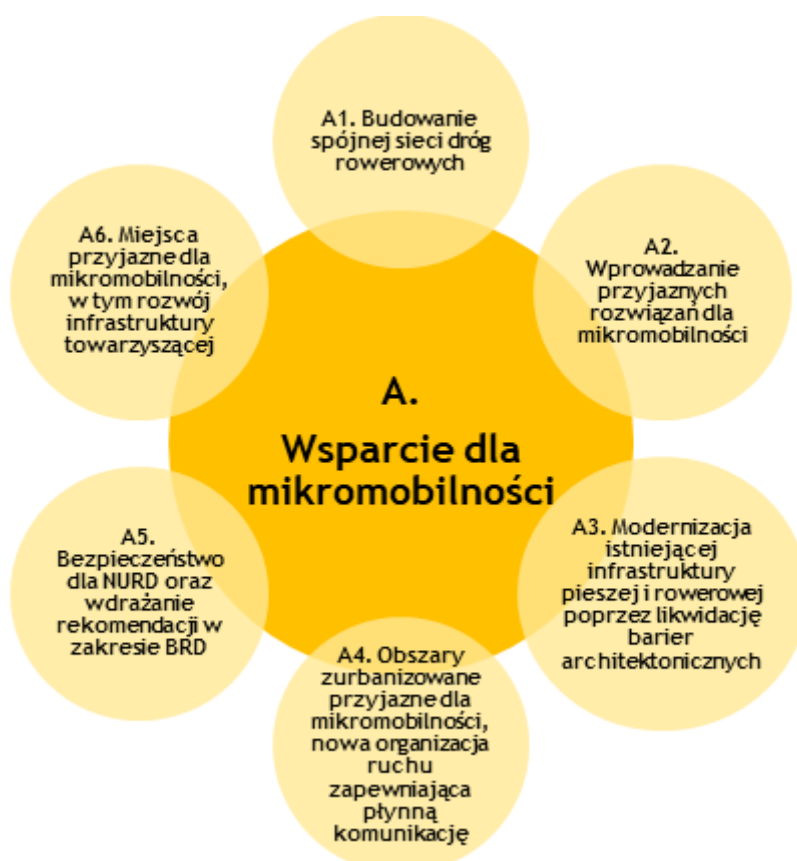 A1. Budowanie
spójnej sieci dróg
rowerowych
A2.
Wprowadzanie
przyjaznych
rozwiązań dla
mikromobilności
A3. Modernizacja
istniejącej
infrastruktury
pieszej i rowerowej
poprzez likwidację
barier
architektonicznych
A4. Obszary
zurbanizowane
przyjazne dla
mikromobilności,
nowa organizacja
ruchu
zapewniająca
płynną
komunikację
A5.
Bezpieczeństwo
dla NURD oraz
wdrażanie
rekomendacji w
zakresie BRD
A6. Miejsca
przyjazne dla
mikromobilności,
w tym rozwój
infrastruktury
towarzyszącej
A.
Wsparcie dla
mikromobilności